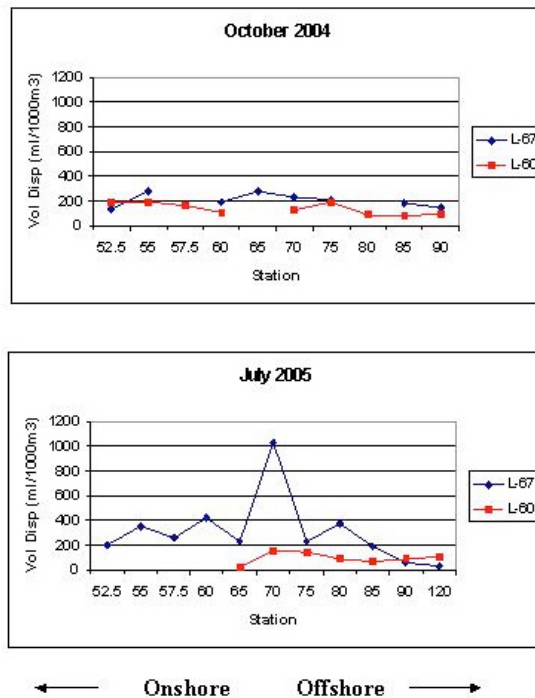 October 2004
Vol Disp (ml/1000m3)
1200
1000
800
600
400
200
0
52.5 55 57.5 60 65 70 75 80 85 90
Station
L-67
L-60
July 2005
Vol Disp (ml/1000m3)
1200
1000
800
600
400
200
0
52.5 55 57.5 60 65 70 75 80 85 90 120
Station
L-67
L-60
Onshore Offshore